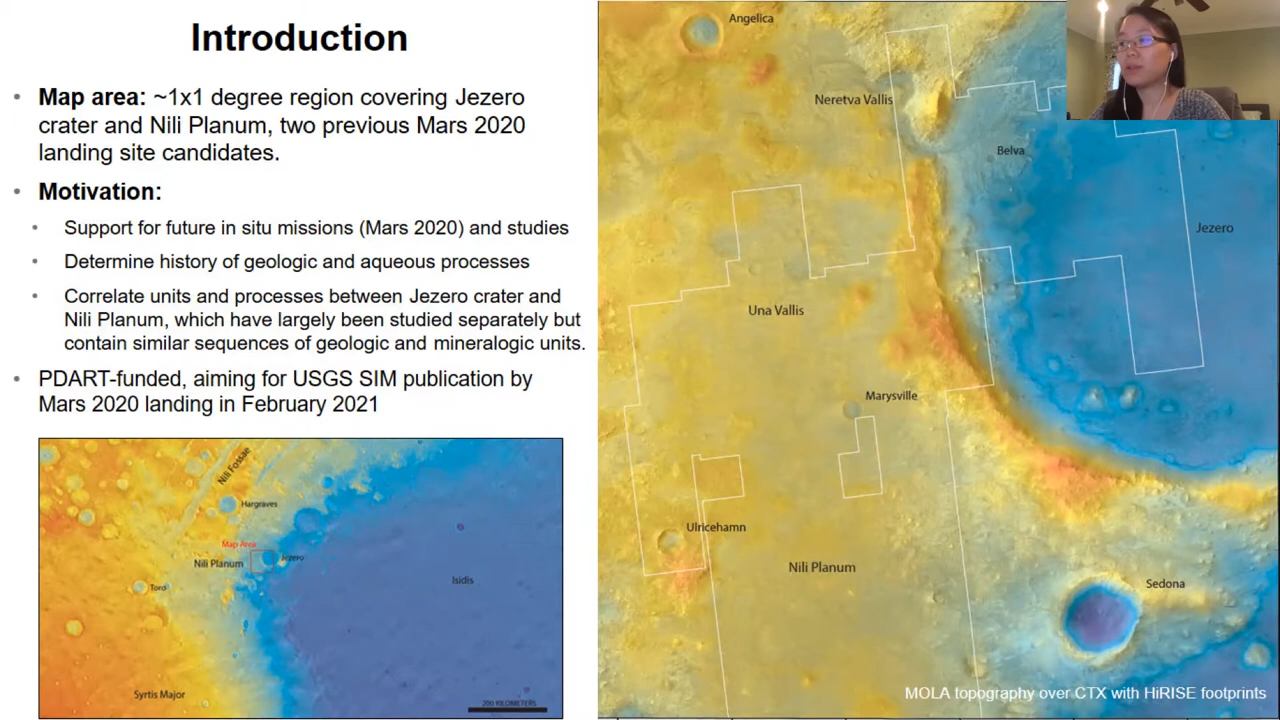 Introduction
• Map area: ~1x1 degree region covering Jezero
crater and Nili Planum, two previous Mars 2020
landing site candidates.
• Motivation:
• Support for future in situ missions (Mars 2020) and studies
• Determine history of geologic and aqueous processes
• Correlate units and processes between Jezero crater and
Nili Planum, which have largely been studied separately but
contain similar sequences of geologic and mineralogic units.
• PDART-funded, aiming for USGS SIM publication by
Mars 2020 landing in February 2021
Nili Fossae
Hargraves
Map Area
Jezero
Nili Planum
Isidis
Toro
Syrtis Major
200 KILOMETERS
Angelica
Neretva Vallis
Belva
Jezero
Una Vallis
Marysville
Ulricehamn
Nili Planum
Sedona
MOLA topography over CTX with HiRISE footprints